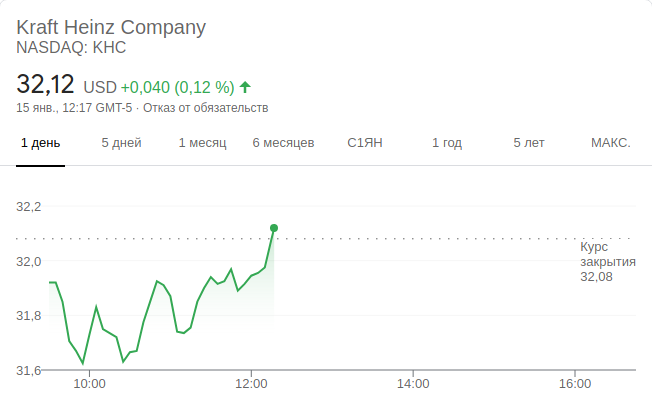 Kraft Heinz Company
NASDAQ: KHC
32,12 USD +0,040 (0,12 %)
15 янв., 12:17 GMT-5 · Отказ от обязательств
1 день 5 дней 1 месяц 6 месяцев С1ЯН 1 год 5 лет МАКС.
32,2
Курс
закрытия
32,08
32,0
31,8
31,6
10:00 12:00 14:00 16:00